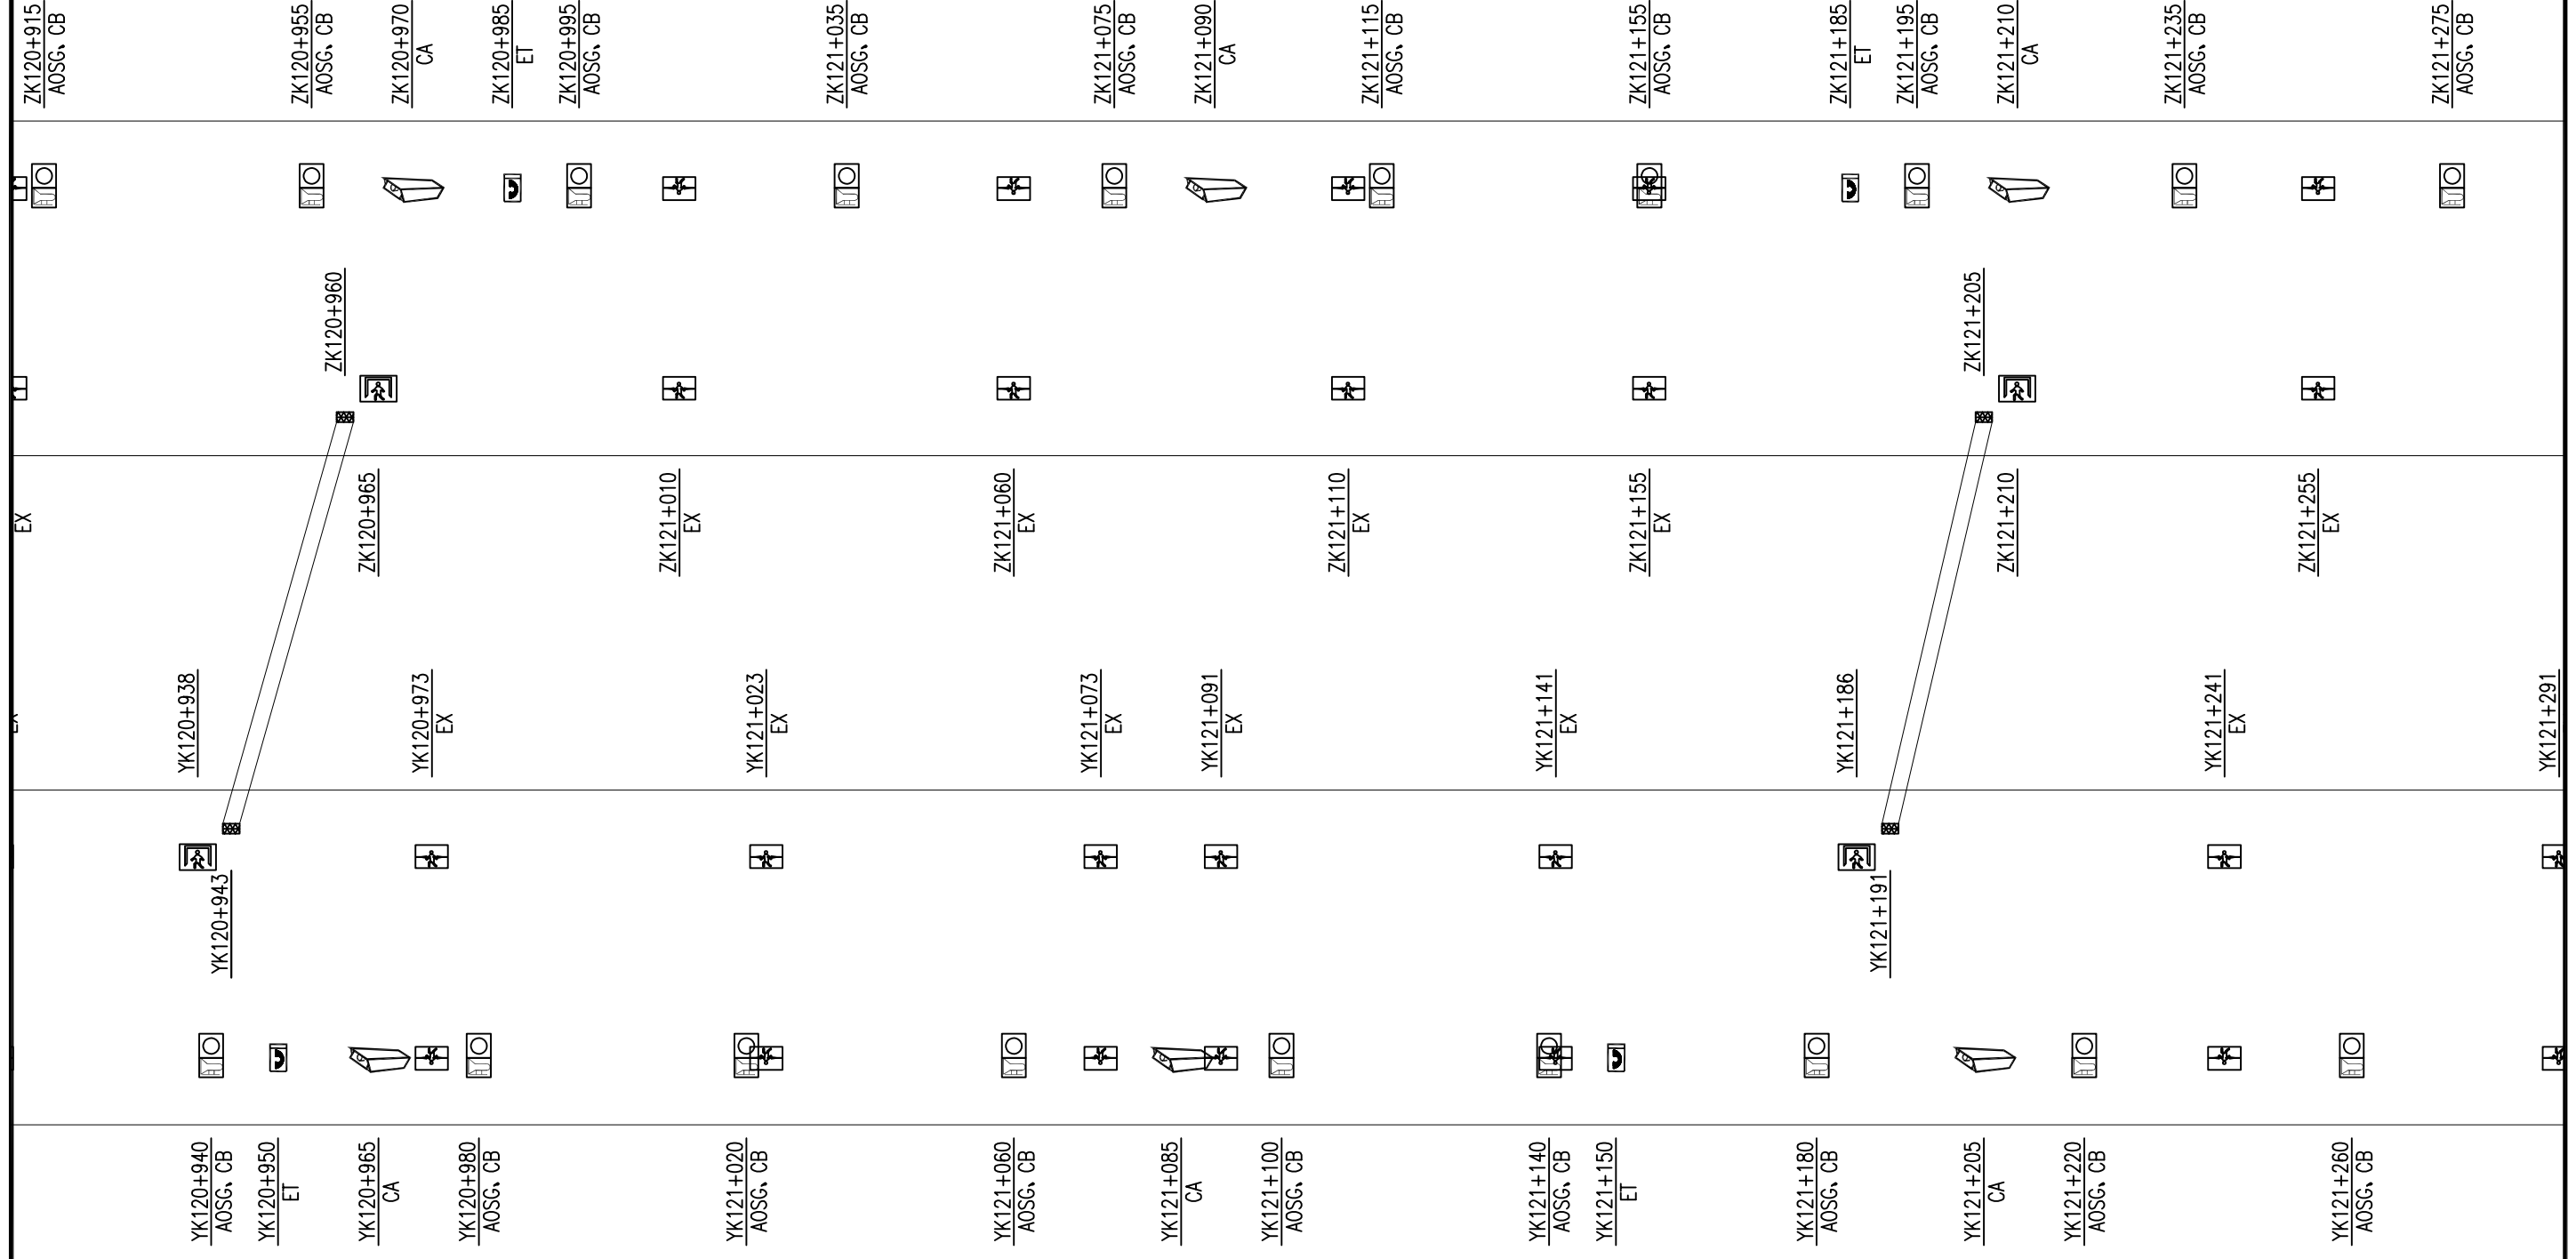 ZK120+915
AOSG、CB
ZK120+955
AOSG、CB
ZK120+970
CA
ZK120+985
ET
ZK120+995
AOSG、CB
ZK121+035
AOSG、CB
ZK121+075
AOSG、CB
ZK121+090
CA
ZK121+115
AOSG、CB
ZK121+155
AOSG、CB
ZK121+185
ET
ZK121+195
AOSG、CB
ZK121+210
CA
ZK121+235
AOSG、CB
ZK121+275
AOSG、CB
ZK120+960
ZK121+205
EX
ZK120+965
ZK121+010
EX
ZK121+060
EX
ZK121+110
EX
ZK121+155
EX
ZK121+210
ZK121+255
EX
YK120+938
YK120+973
EX
YK121+023
EX
YK121+073
EX
YK121+091
EX
YK121+141
EX
YK121+186
YK121+241
EX
YK121+291
YK120+943
YK121+191
YK120+940
AOSG、CB
YK120+950
ET
YK120+965
CA
YK120+980
AOSG、CB
YK121+020
AOSG、CB
YK121+060
AOSG、CB
YK121+085
CA
YK121+100
AOSG、CB
YK121+140
AOSG、CB
YK121+150
ET
YK121+180
AOSG、CB
YK121+205
CA
YK121+220
AOSG、CB
YK121+260
AOSG、CB